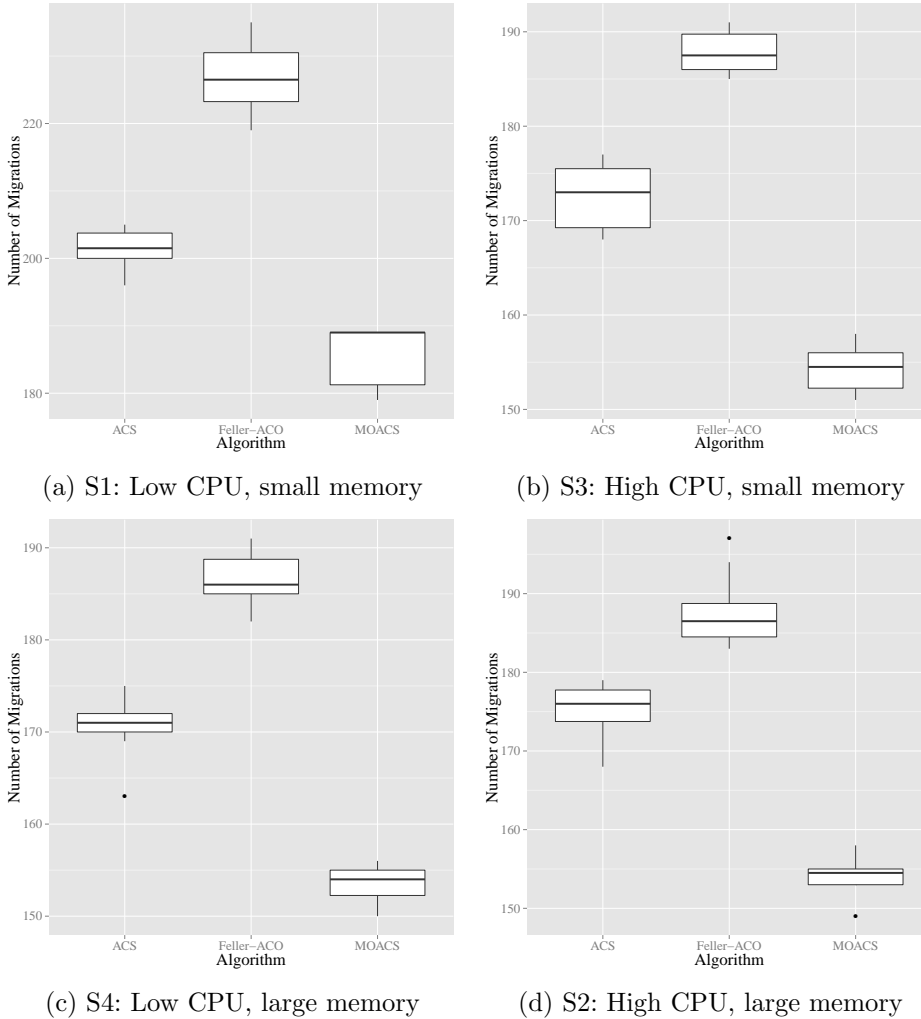 Number of Migrations
220
200
180
ACS
Feller−ACO
MOACS
Algorithm
(a) S1: Low CPU, small memory
Number of Migrations
190
180
170
160
150
ACS
Feller−ACO
MOACS
Algorithm
(b) S3: High CPU, small memory
Number of Migrations
190
180
170
160
150
ACS
Feller−ACO
MOACS
Algorithm
(c) S4: Low CPU, large memory
Number of Migrations
190
180
170
160
150
ACS
Feller−ACO
MOACS
Algorithm
(d) S2: High CPU, large memory